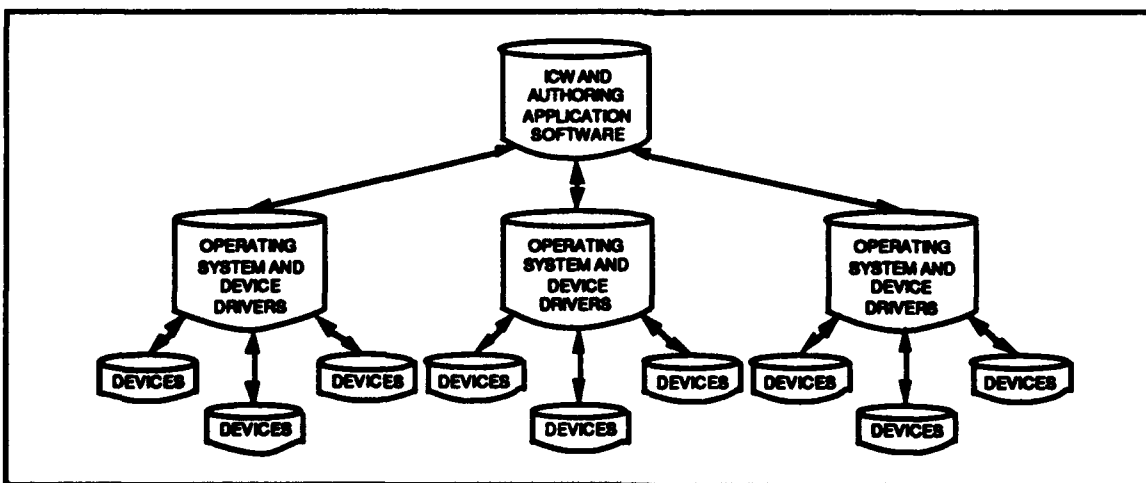 ICW AND
AUTHORING
APPLICATION
SOFTWARE
OPERATING
SYSTEM AND
DEVICE
DRIVERS
OPERATING
SYSTEM AND
DEVICE
DRIVERS
OPERATING
SYSTEM AND
DEVICE
DRIVERS
DEVICES
DEVICES
DEVICES
DEVICES
DEVICES
DEVICES
DEVICES
DEVICES
DEVICES